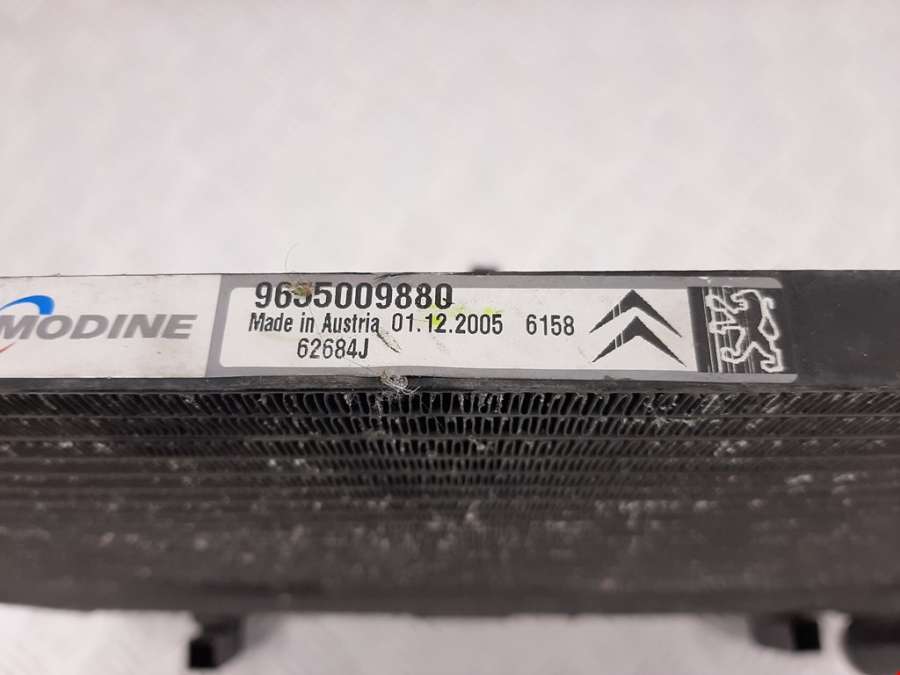 MODINE
9655009880
Made in Austria 01.12.2005 6158
62684J